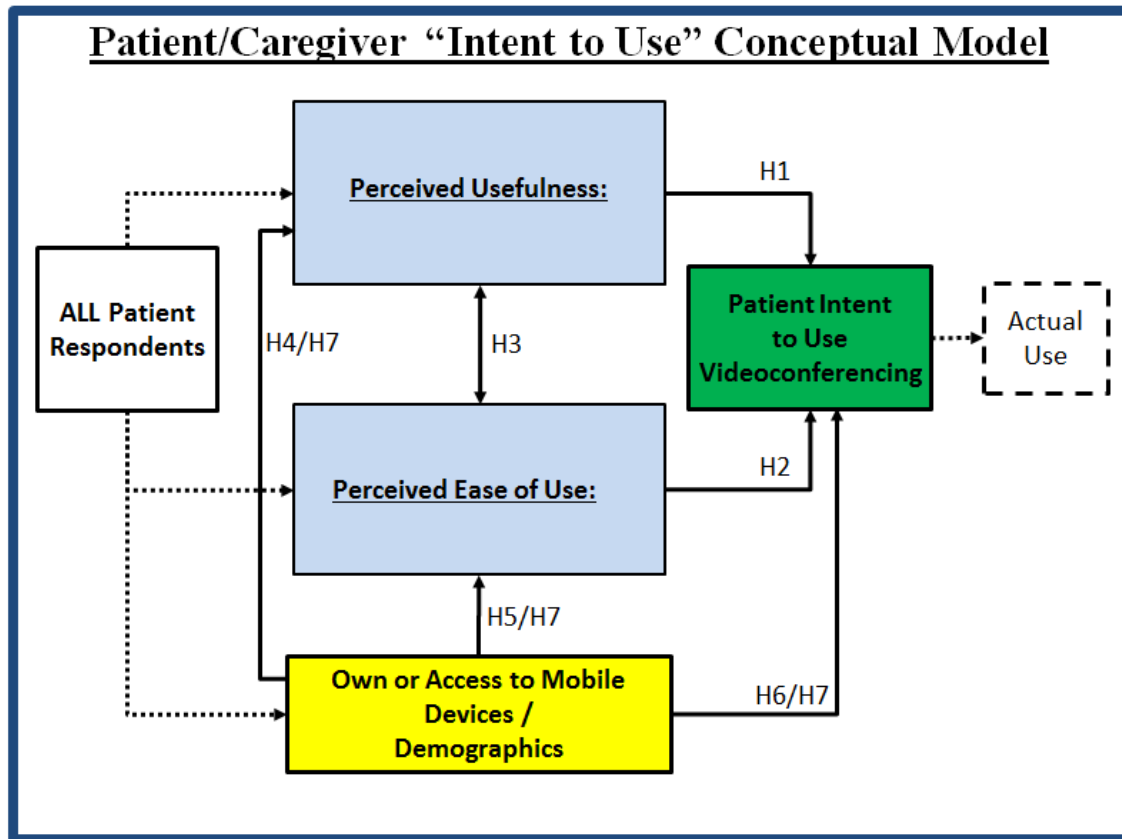 Patient/Caregiver “Intent to Use” Conceptual Model
Perceived Usefulness:
H1
ALL Patient
Respondents
H4/H7
H3
Patient Intent
to Use
Videoconferencing
Actual
Use
Perceived Ease of Use:
H2
H5/H7
Own or Access to Mobile
Devices /
Demographics
H6/H7